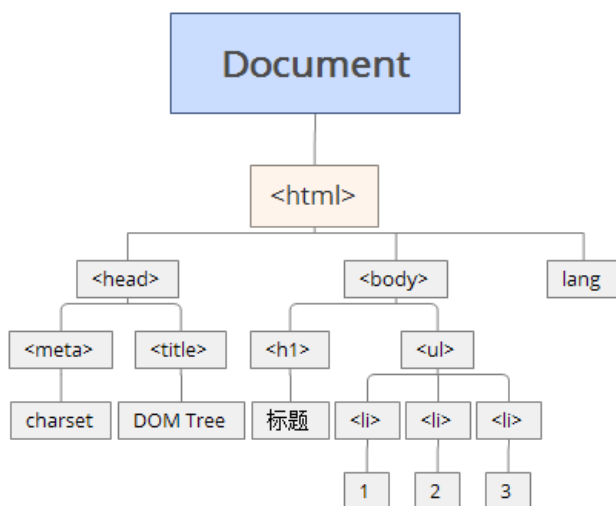 Document
<html>
<head>
<body>
lang
<meta>
<title>
<h1>
<ul>
charset
DOM Tree
标题
<li>
<li>
<li>
1
2
3